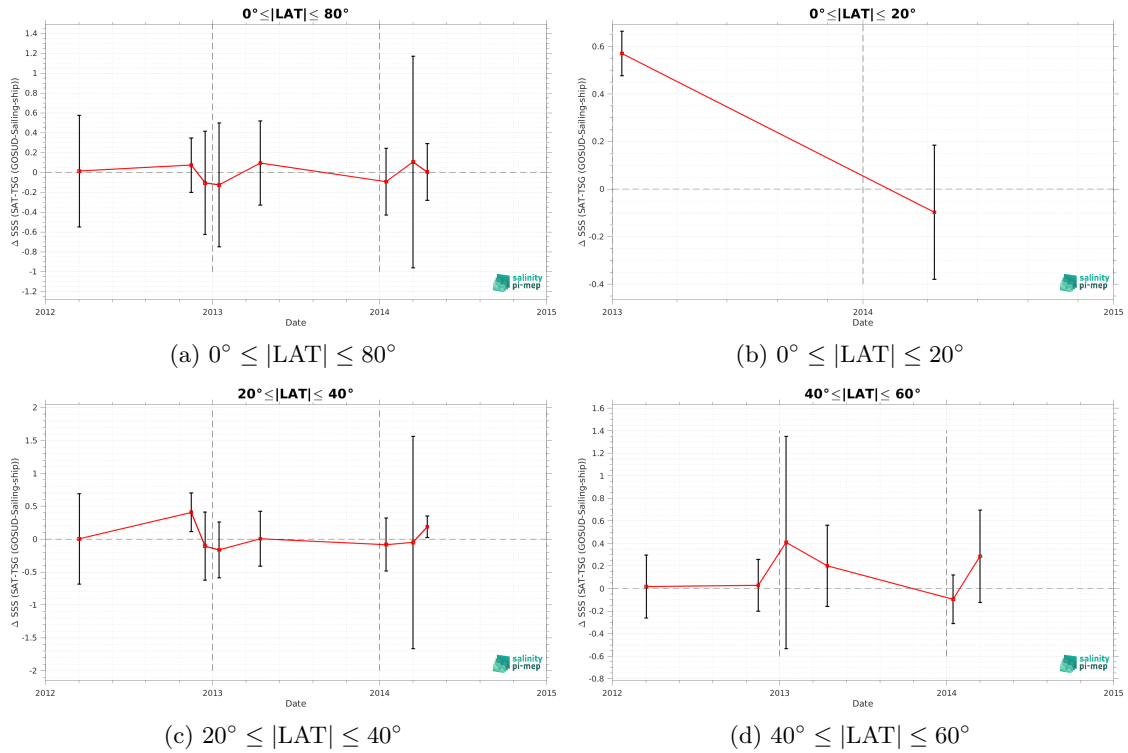 0°≤|LAT|≤ 80°
Δ SSS (SAT-TSG (GOSUD-Sailing-ship))
1.4
1.2
1
0.8
0.6
0.4
0.2
0
-0.2
-0.4
-0.6
-0.8
-1
-1.2
2012
2013
2014
2015
Date
salinity
pi-mep
(a) 0° ≤ |LAT| ≤ 80°
0°≤|LAT|≤ 20°
Δ SSS (SAT-TSG (GOSUD-Sailing-ship))
0.6
0.4
0.2
0
-0.2
-0.4
2013
2014
2015
Date
salinity
pi-mep
(b) 0° ≤ |LAT| ≤ 20°
20°≤|LAT|≤ 40°
Δ SSS (SAT-TSG (GOSUD-Sailing-ship))
2
1.5
1
0.5
0
-0.5
-1
-1.5
-2
2012
2013
2014
2015
Date
salinity
pi-mep
(c) 20° ≤ |LAT| ≤ 40°
40°≤|LAT|≤ 60°
Δ SSS (SAT-TSG (GOSUD-Sailing-ship))
1.6
1.4
1.2
1
0.8
0.6
0.4
0.2
0
-0.2
-0.4
-0.6
-0.8
2012
2013
2014
2015
Date
salinity
pi-mep
(d) 40° ≤ |LAT| ≤ 60°